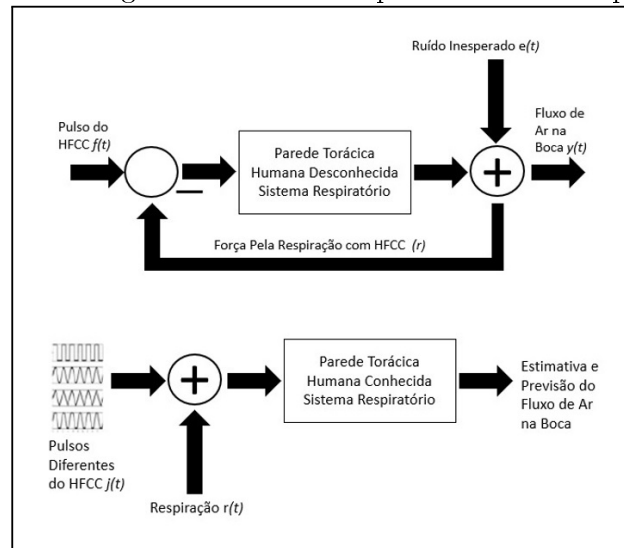 Ruído Inesperado e(t)
Pulso do
HFCC f(t)
Fluxo de
Ar na
Boca y(t)
Parede Torácica
Humana Desconhecida
Sistema Respiratório
+
Força Pela Respiração com HFCC (r)
Parede Torácica
Humana Conhecida
Sistema Respiratório
+
Estimativa e
Previsão do
Fluxo de Ar
na Boca
Pulsos
Diferentes
do HFCC j(t)
Respiração r(t)